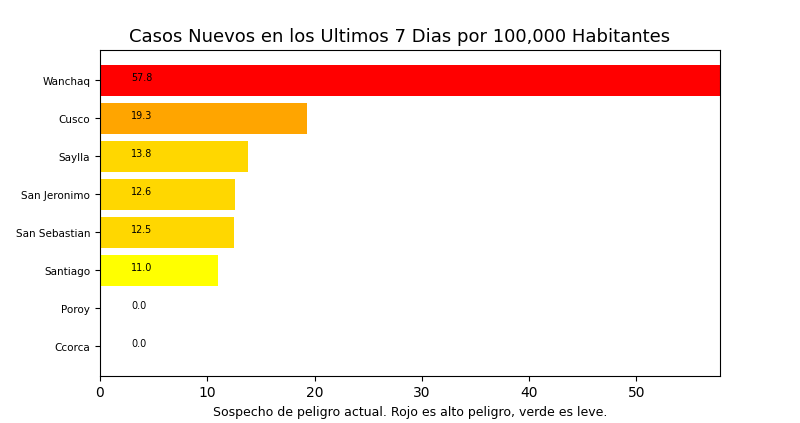 Casos Nuevos en los Ultimos 7 Dias por 100,000 Habitantes
Wanchaq 57.8
Cusco 19.3
Saylla 13.8
San Jeronimo 12.6
San Sebastian 12.5
Santiago 11.0
Poroy 0.0
Ccorca 0.0
0 10 20 30 40 50
Sospecho de peligro actual. Rojo es alto peligro, verde es leve.